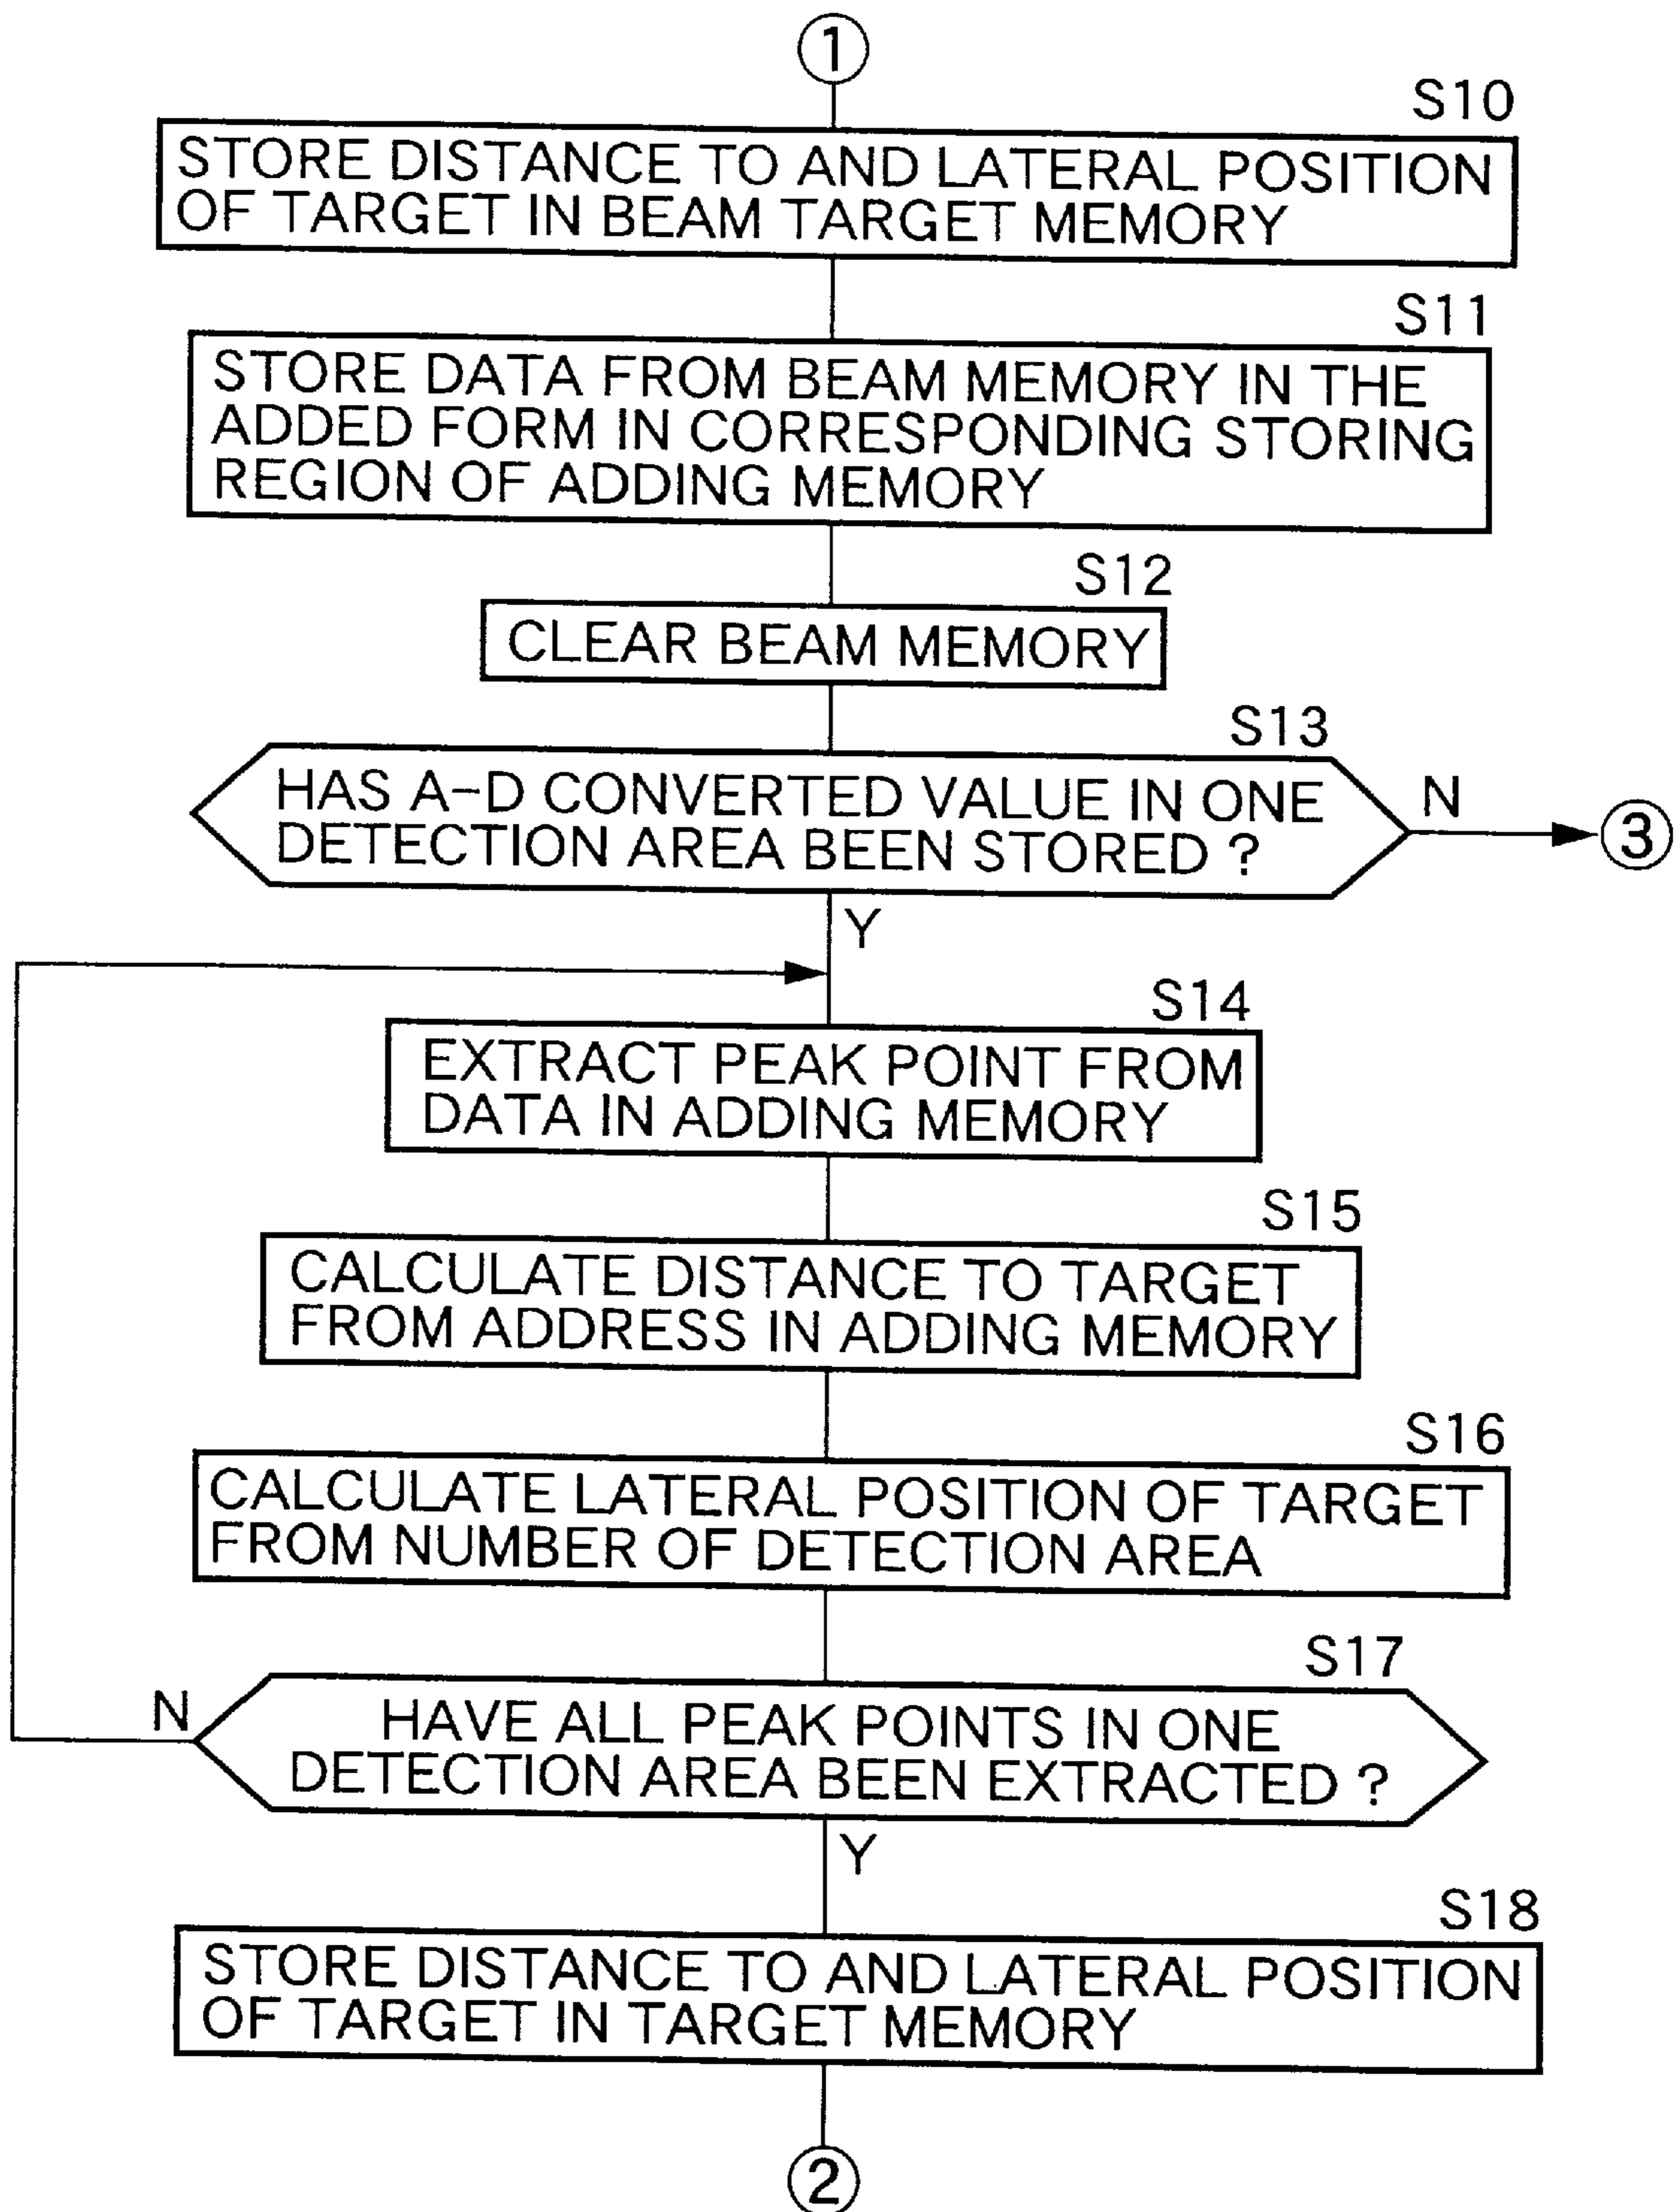 ①
S10
STORE DISTANCE TO AND LATERAL POSITION
OF TARGET IN BEAM TARGET MEMORY
S11
STORE DATA FROM BEAM MEMORY IN THE
ADDED FORM IN CORRESPONDING STORING
REGION OF ADDING MEMORY
S12
CLEAR BEAM MEMORY
S13
HAS A-D CONVERTED VALUE IN ONE
DETECTION AREA BEEN STORED ?
N
③
Y
S14
EXTRACT PEAK POINT FROM
DATA IN ADDING MEMORY
S15
CALCULATE DISTANCE TO TARGET
FROM ADDRESS IN ADDING MEMORY
S16
CALCULATE LATERAL POSITION OF TARGET
FROM NUMBER OF DETECTION AREA
S17
N
HAVE ALL PEAK POINTS IN ONE
DETECTION AREA BEEN EXTRACTED ?
Y
S18
STORE DISTANCE TO AND LATERAL POSITION
OF TARGET IN TARGET MEMORY
②